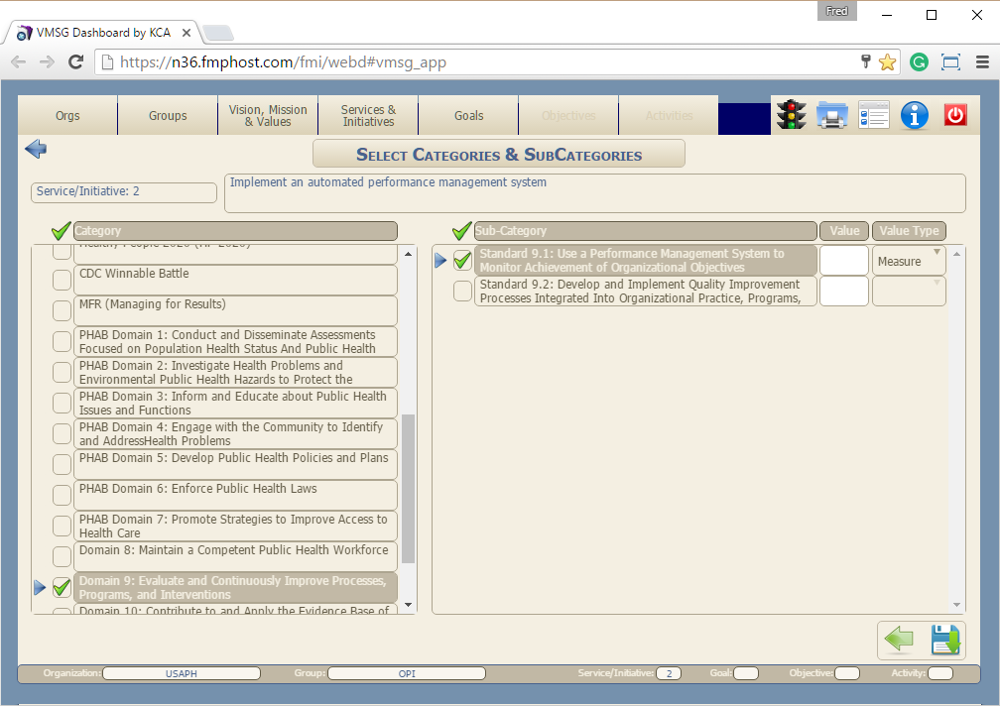 Fred
VMSG Dashboard by KCA
https://n36.fmphost.com/fmi/webd#vmsg_app
Orgs
Groups
Vision, Mission
& Values
Services &
Initiatives
Goals
Objectives
Activities
Select Categories & SubCategories
Service/Initiative: 2
Implement an automated performance management system
Category
Sub-Category
Value
Value Type
Healthy People 2020 (HP 2020)
CDC Winnable Battle
MFR (Managing for Results)
PHAB Domain 1: Conduct and Disseminate Assessments
Focused on Population Health Status And Public Health
PHAB Domain 2: Investigate Health Problems and
Environmental Public Health Hazards to Protect the
PHAB Domain 3: Inform and Educate about Public Health
Issues and Functions
PHAB Domain 4: Engage with the Community to Identify
and AddressHealth Problems
PHAB Domain 5: Develop Public Health Policies and Plans
PHAB Domain 6: Enforce Public Health Laws
PHAB Domain 7: Promote Strategies to Improve Access to
Health Care
Domain 8: Maintain a Competent Public Health Workforce
Domain 9: Evaluate and Continuously Improve Processes,
Programs, and Interventions
Domain 10: Contribute to and Apply the Evidence Base of
Standard 9.1: Use a Performance Management System to
Monitor Achievement of Organizational Objectives
Measure
Standard 9.2: Develop and Implement Quality Improvement
Processes Integrated Into Organizational Practice, Programs,
Organization: USAPH
Group: OPI
Service/Initiative: 2
Goal:
Objective:
Activity: